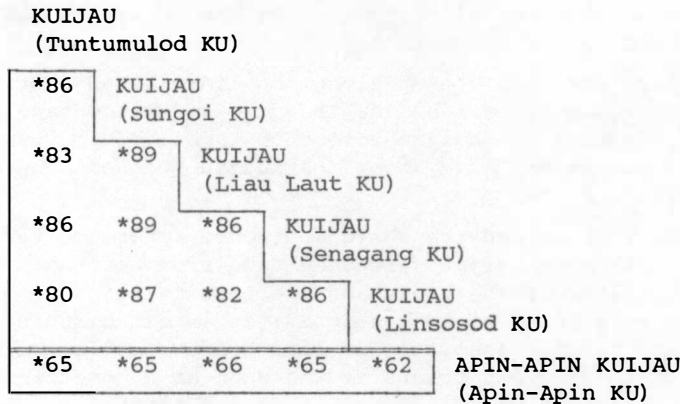 KUIJAU
(Tuntumulod KU)
*86 KUIJAU
(Sungoi KU)
*83 *89 KUIJAU
(Liau Laut KU)
*86 *89 *86 KUIJAU
(Senagang KU)
*80 *87 *82 *86 KUIJAU
(Linsosod KU)
*65 *65 *66 *65 *62 APIN-APIN KUIJAU
(Apin-Apin KU)